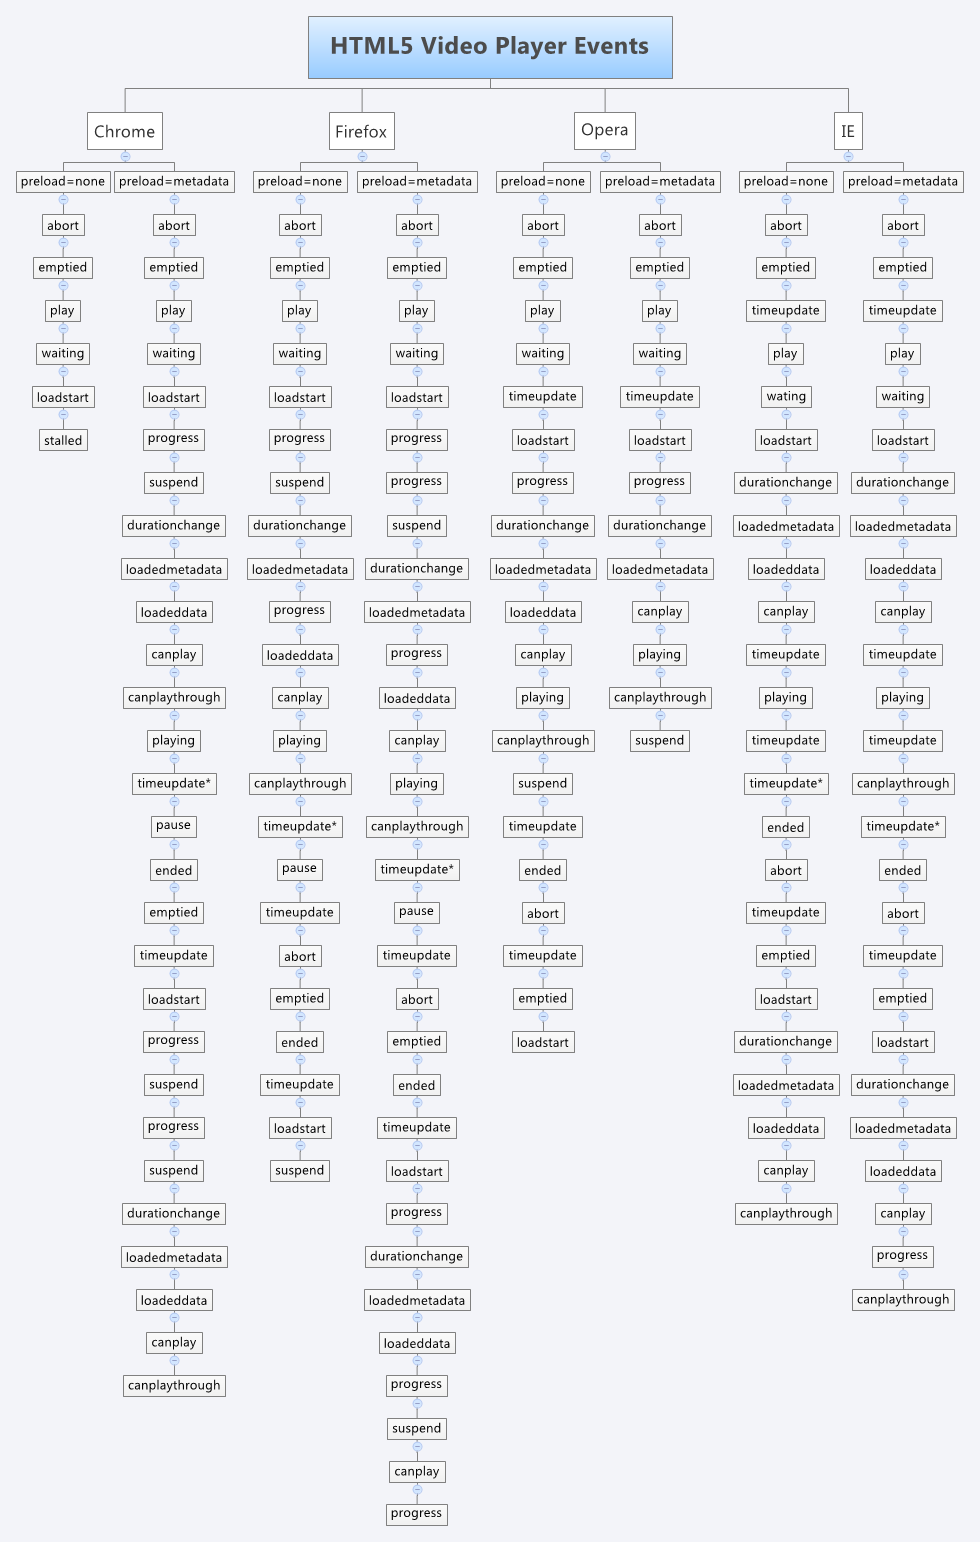 HTML5 Video Player Events
Chrome
preload=none
abort
emptied
play
waiting
loadstart
stalled
preload=metadata
abort
emptied
play
waiting
loadstart
progress
suspend
durationchange
loadedmetadata
loadeddata
canplay
canplaythrough
playing
timeupdate*
pause
ended
emptied
timeupdate
loadstart
progress
suspend
progress
suspend
durationchange
loadedmetadata
loadeddata
canplay
canplaythrough
Firefox
preload=none
abort
emptied
play
waiting
loadstart
progress
suspend
durationchange
loadedmetadata
progress
loadeddata
canplay
playing
canplaythrough
timeupdate*
pause
timeupdate
abort
emptied
ended
timeupdate
loadstart
suspend
preload=metadata
abort
emptied
play
waiting
loadstart
progress
progress
suspend
durationchange
loadedmetadata
progress
loadeddata
canplay
playing
canplaythrough
timeupdate*
pause
timeupdate
abort
emptied
ended
timeupdate
loadstart
progress
durationchange
loadedmetadata
loadeddata
progress
suspend
canplay
progress
Opera
preload=none
abort
emptied
play
waiting
timeupdate
loadstart
progress
durationchange
loadedmetadata
loadeddata
canplay
playing
canplaythrough
suspend
timeupdate
ended
abort
timeupdate
emptied
loadstart
preload=metadata
abort
emptied
play
waiting
timeupdate
loadstart
progress
durationchange
loadedmetadata
canplay
playing
canplaythrough
suspend
IE
preload=none
abort
emptied
timeupdate
play
wating
loadstart
durationchange
loadedmetadata
loadeddata
canplay
timeupdate
playing
timeupdate
timeupdate*
ended
abort
timeupdate
emptied
loadstart
durationchange
loadedmetadata
loadeddata
canplay
canplaythrough
preload=metadata
abort
emptied
timeupdate
play
waiting
loadstart
durationchange
loadedmetadata
loadeddata
canplay
timeupdate
playing
timeupdate
canplaythrough
timeupdate*
ended
abort
timeupdate
emptied
loadstart
durationchange
loadedmetadata
loadeddata
canplay
progress
canplaythrough